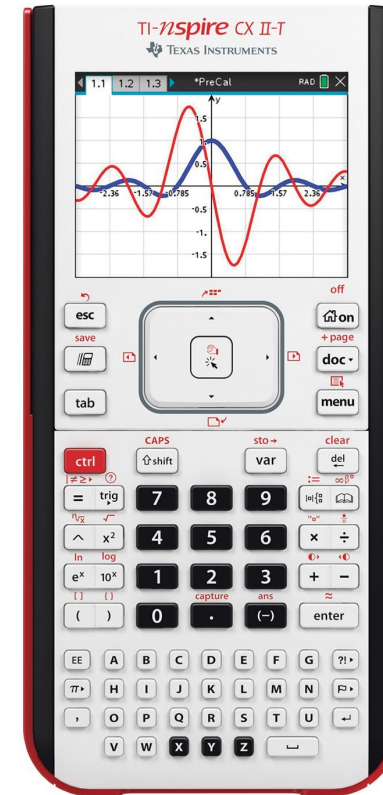 TI-nspire CX II-T
TEXAS INSTRUMENTS
1.1 1.2 1.3 *PreCal RAD
y
1.5
0.5
x
-2.36 -1.57 -0.785 0.785 1.57 2.36
-0.5
-1.
-1.5
off
esc on
save + page
doc
tab menu
CAPS sto→ clear
ctrl ⇧shift var del
|≠≥▸ ? := ∞β°
= trig 7 8 9 |▫|{
ⁿ√x √ "▫"
^ x² 4 5 6 × ÷
ln log
eˣ 10ˣ 1 2 3 + −
[ ] { } capture ans ≈
( ) 0 . (−) enter
EE A B C D E F G ?!▸
π▸ H I J K L M N
, O P Q R S T U ↵
V W X Y Z